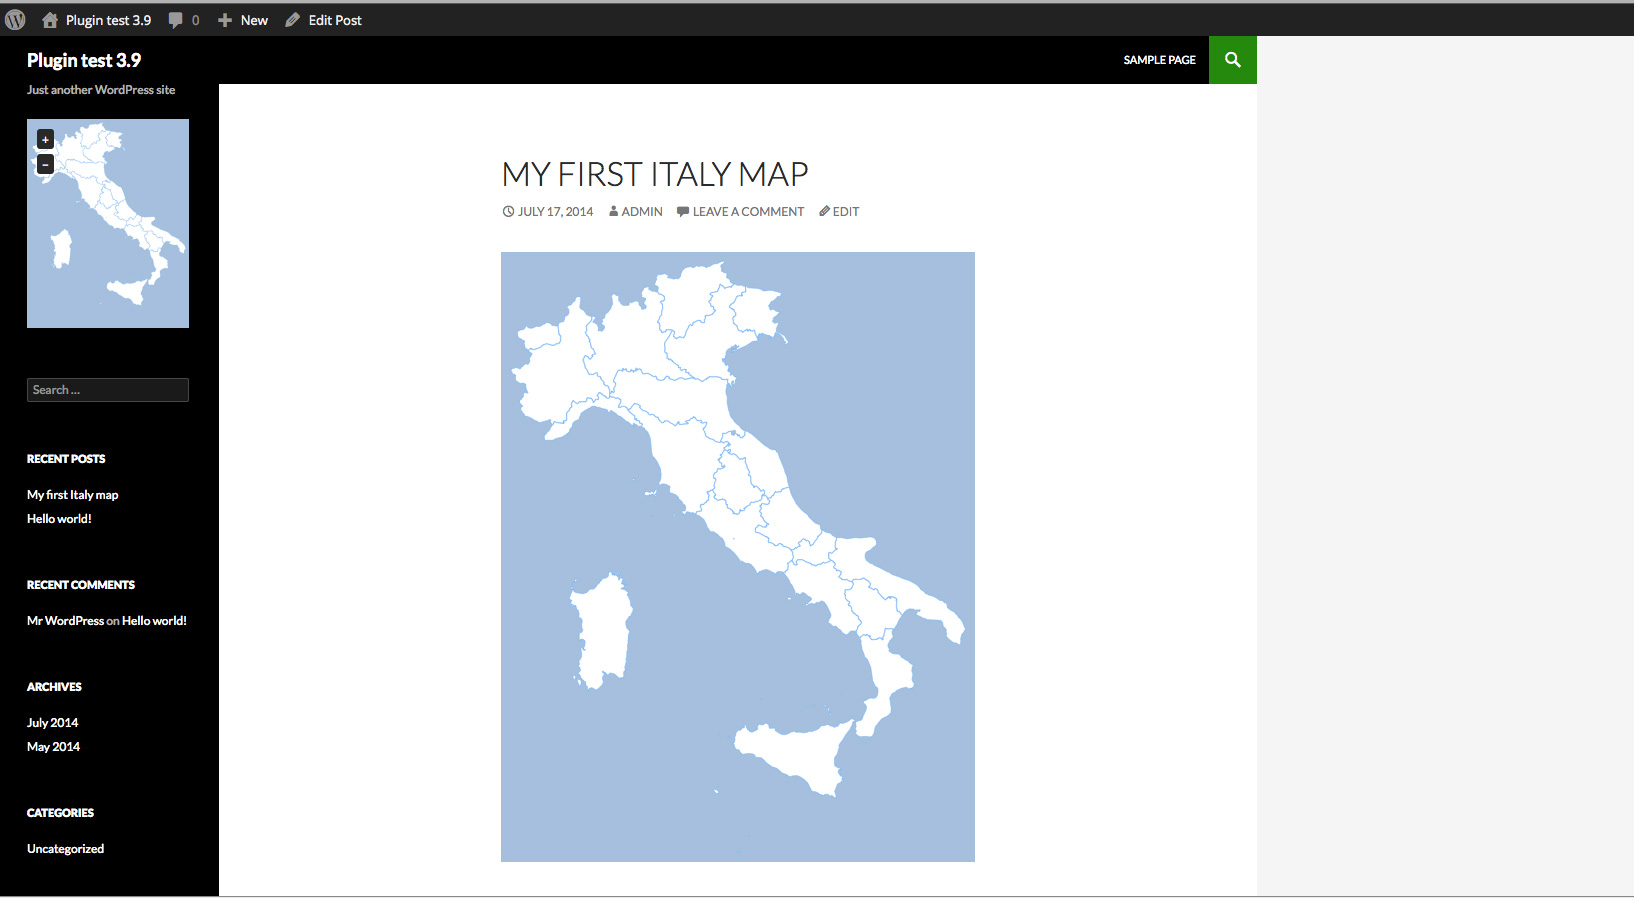 Plugin test 3.9 0 New Edit Post
Plugin test 3.9
SAMPLE PAGE
Just another WordPress site
+
-
MY FIRST ITALY MAP
JULY 17, 2014 ADMIN LEAVE A COMMENT EDIT
Search ...
RECENT POSTS
My first Italy map
Hello world!
RECENT COMMENTS
Mr WordPress on Hello world!
ARCHIVES
July 2014
May 2014
CATEGORIES
Uncategorized